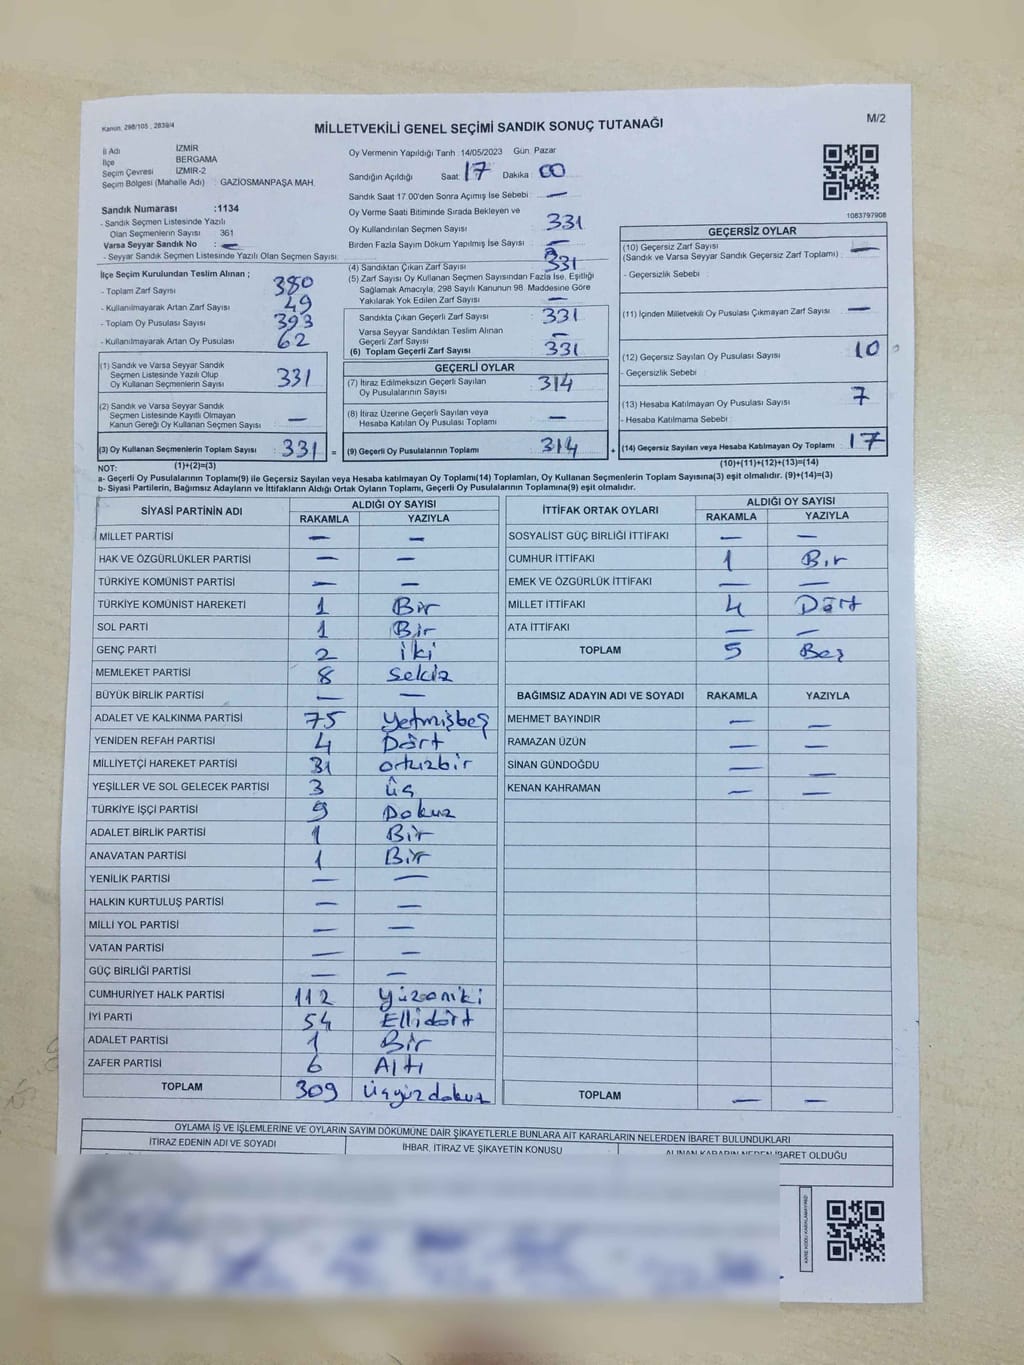 Kanun: 298/105 , 2839/4
MİLLETVEKİLİ GENEL SEÇİMİ SANDIK SONUÇ TUTANAĞI
M/2
İl Adı İZMİR
İlçe BERGAMA
Seçim Çevresi İZMİR-2
Seçim Bölgesi (Mahalle Adı) : GAZİOSMANPAŞA MAH.
Sandık Numarası :1134
- Sandık Seçmen Listesinde Yazılı
Olan Seçmenlerin Sayısı 361
Varsa Seyyar Sandık No : —
- Seyyar Sandık Seçmen Listesinde Yazılı Olan Seçmen Sayısı:
Oy Vermenin Yapıldığı Tarih :14/05/2023 Gün: Pazar
Sandığın Açıldığı Saat: 17 Dakika: 00
Sandık Saat 17.00'den Sonra Açımış İse Sebebi : —
Oy Verme Saati Bitiminde Sırada Bekleyen ve
Oy Kullandırılan Seçmen Sayısı : 331
Birden Fazla Sayım Döküm Yapılmış İse Sayısı : —
1083797908
İlçe Seçim Kurulundan Teslim Alınan ;
- Toplam Zarf Sayısı : 380
- Kullanılmayarak Artan Zarf Sayısı : 49
- Toplam Oy Pusulası Sayısı : 393
- Kullanılmayarak Artan Oy Pusulası : 62
(1) Sandık ve Varsa Seyyar Sandık
Seçmen Listesinde Yazılı Olup
Oy Kullanan Seçmenlerin Sayısı : 331
(2) Sandık ve Varsa Seyyar Sandık
Seçmen Listesinde Kayıtlı Olmayan
Kanun Gereği Oy Kullanan Seçmen Sayısı : —
(3) Oy Kullanan Seçmenlerin Toplam Sayısı : 331 =
(4) Sandıktan Çıkan Zarf Sayısı : 331
(5) Zarf Sayısı Oy Kullanan Seçmen Sayısından Fazla İse, Eşitliği
Sağlamak Amacıyla, 298 Sayılı Kanunun 98. Maddesine Göre
Yakılarak Yok Edilen Zarf Sayısı : —
Sandıkta Çıkan Geçerli Zarf Sayısı : 331
Varsa Seyyar Sandıktan Teslim Alınan
Geçerli Zarf Sayısı : —
(6) Toplam Geçerli Zarf Sayısı : 331
GEÇERLİ OYLAR
(7) İtiraz Edilmeksizin Geçerli Sayılan
Oy Pusulalarının Sayısı : 314
(8) İtiraz Üzerine Geçerli Sayılan veya
Hesaba Katılan Oy Pusulası Toplamı : —
(9) Geçerli Oy Pusulalarının Toplamı : 314 +
GEÇERSİZ OYLAR
(10) Geçersiz Zarf Sayısı : —
(Sandık ve Varsa Seyyar Sandık Geçersiz Zarf Toplamı)
- Geçersizlik Sebebi :
(11) İçinden Milletvekili Oy Pusulası Çıkmayan Zarf Sayısı : —
(12) Geçersiz Sayılan Oy Pusulası Sayısı : 10
- Geçersizlik Sebebi :
(13) Hesaba Katılmayan Oy Pusulası Sayısı : 7
- Hesaba Katılmama Sebebi :
(14) Geçersiz Sayılan veya Hesaba Katılmayan Oy Toplamı : 17
NOT: (1)+(2)=(3) (10)+(11)+(12)+(13)=(14)
a- Geçerli Oy Pusulalarının Toplamı(9) ile Geçersiz Sayılan veya Hesaba katılmayan Oy Toplamı(14) Toplamları, Oy Kullanan Seçmenlerin Toplam Sayısına(3) eşit olmalıdır. (9)+(14)=(3)
b- Siyasi Partilerin, Bağımsız Adayların ve İttifakların Aldığı Ortak Oyların Toplamı, Geçerli Oy Pusulalarının Toplamına(9) eşit olmalıdır.
SİYASİ PARTİNİN ADI ALDIĞI OY SAYISI
RAKAMLA YAZIYLA
MİLLET PARTİSİ — —
HAK VE ÖZGÜRLÜKLER PARTİSİ — —
TÜRKİYE KOMÜNİST PARTİSİ — —
TÜRKİYE KOMÜNİST HAREKETİ 1 Bir
SOL PARTİ 1 Bir
GENÇ PARTİ 2 iki
MEMLEKET PARTİSİ 8 sekiz
BÜYÜK BİRLİK PARTİSİ — —
ADALET VE KALKINMA PARTİSİ 75 yetmişbeş
YENİDEN REFAH PARTİSİ 4 Dört
MİLLİYETÇİ HAREKET PARTİSİ 31 otuzbir
YEŞİLLER VE SOL GELECEK PARTİSİ 3 üç
TÜRKİYE İŞÇİ PARTİSİ 9 Dokuz
ADALET BİRLİK PARTİSİ 1 Bir
ANAVATAN PARTİSİ 1 Bir
YENİLİK PARTİSİ — —
HALKIN KURTULUŞ PARTİSİ — —
MİLLİ YOL PARTİSİ — —
VATAN PARTİSİ — —
GÜÇ BİRLİĞİ PARTİSİ — —
CUMHURİYET HALK PARTİSİ 112 yüzoniki
İYİ PARTİ 54 Ellidört
ADALET PARTİSİ 1 Bir
ZAFER PARTİSİ 6 Altı
TOPLAM 309 üçyüzdokuz
İTTİFAK ORTAK OYLARI ALDIĞI OY SAYISI
RAKAMLA YAZIYLA
SOSYALİST GÜÇ BİRLİĞİ İTTİFAKI — —
CUMHUR İTTİFAKI 1 Bir
EMEK VE ÖZGÜRLÜK İTTİFAKI — —
MİLLET İTTİFAKI 4 Dört
ATA İTTİFAKI — —
TOPLAM 5 Beş
BAĞIMSIZ ADAYIN ADI VE SOYADI RAKAMLA YAZIYLA
MEHMET BAYINDIR — —
RAMAZAN ÜZÜN — —
SİNAN GÜNDOĞDU — —
KENAN KAHRAMAN — —
TOPLAM — —
OYLAMA İŞ VE İŞLEMLERİNE VE OYLARIN SAYIM DÖKÜMÜNE DAİR ŞİKAYETLERLE BUNLARA AİT KARARLARIN NELERDEN İBARET BULUNDUKLARI
İTİRAZ EDENİN ADI VE SOYADI İHBAR, İTİRAZ VE ŞİKAYETİN KONUSU ALINAN KARARIN NEDEN İBARET OLDUĞU
KARE KODU KARALAMAYINIZ!